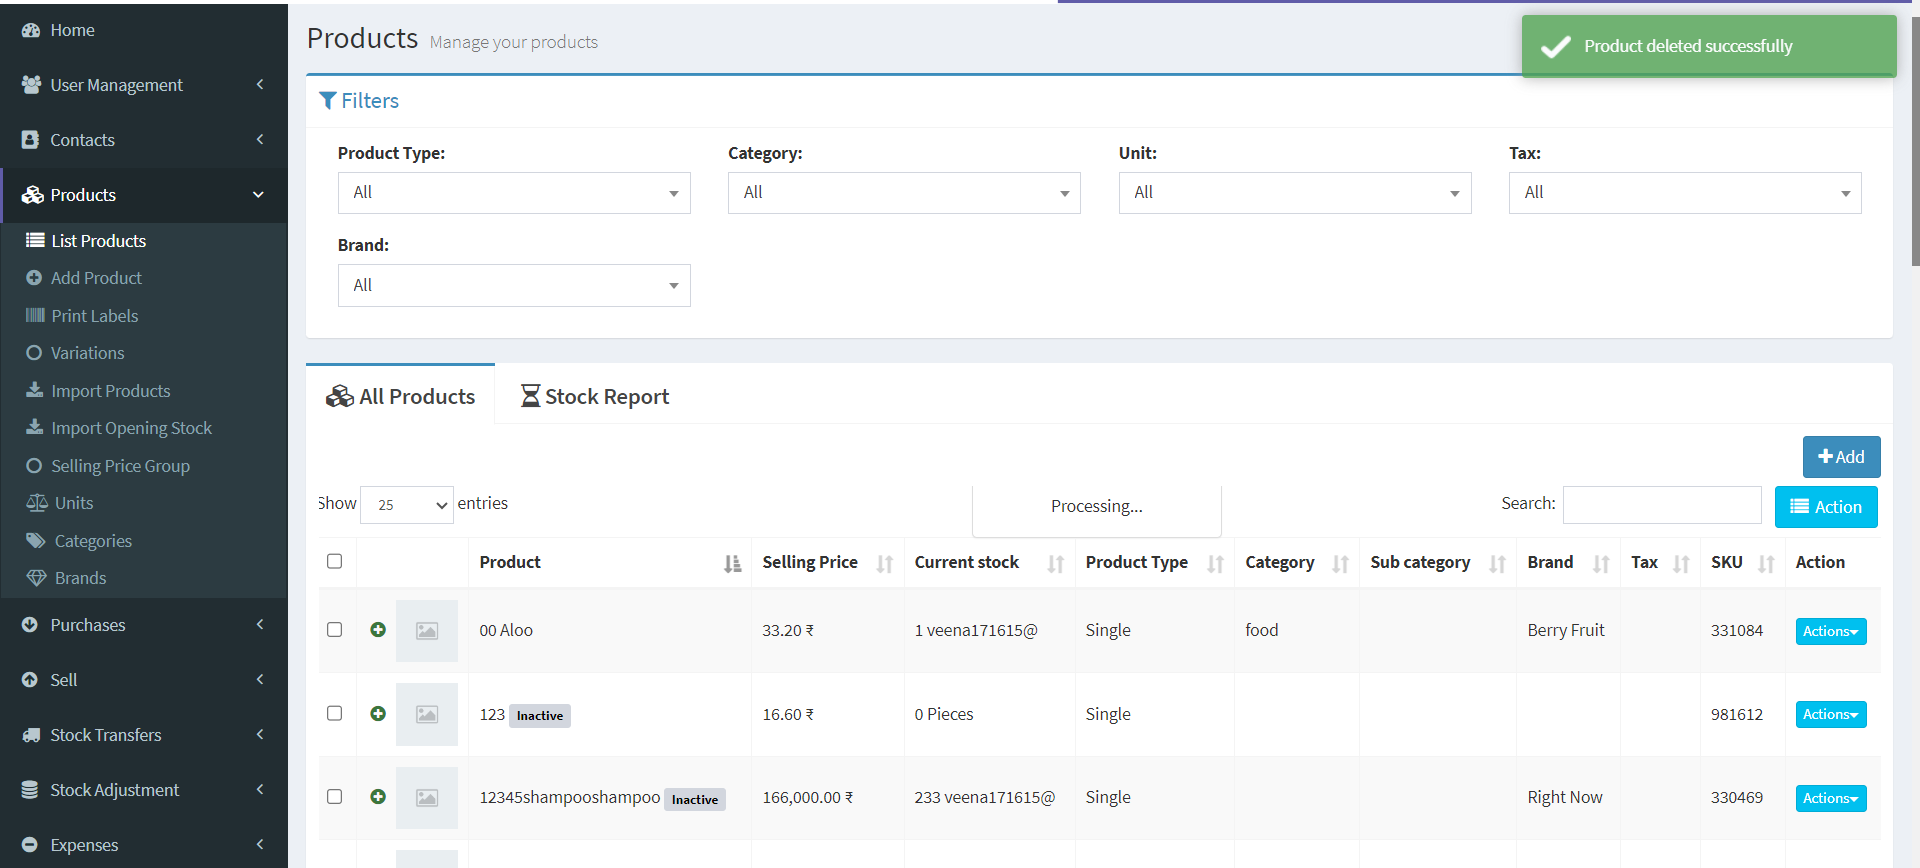 Home
User Management
Contacts
Products
List Products
Add Product
Print Labels
Variations
Import Products
Import Opening Stock
Selling Price Group
Units
Categories
Brands
Purchases
Sell
Stock Transfers
Stock Adjustment
Expenses
Products Manage your products
Product deleted successfully
Filters
Product Type: Category: Unit: Tax:
All All All All
Brand:
All
All Products Stock Report
Add
Show 25 entries Processing... Search: Action
Product Selling Price Current stock Product Type Category Sub category Brand Tax SKU Action
00 Aloo 33.20 ₹ 1 veena171615@ Single food Berry Fruit 331084 Actions
123 Inactive 16.60 ₹ 0 Pieces Single 981612 Actions
12345shampooshampoo Inactive 166,000.00 ₹ 233 veena171615@ Single Right Now 330469 Actions